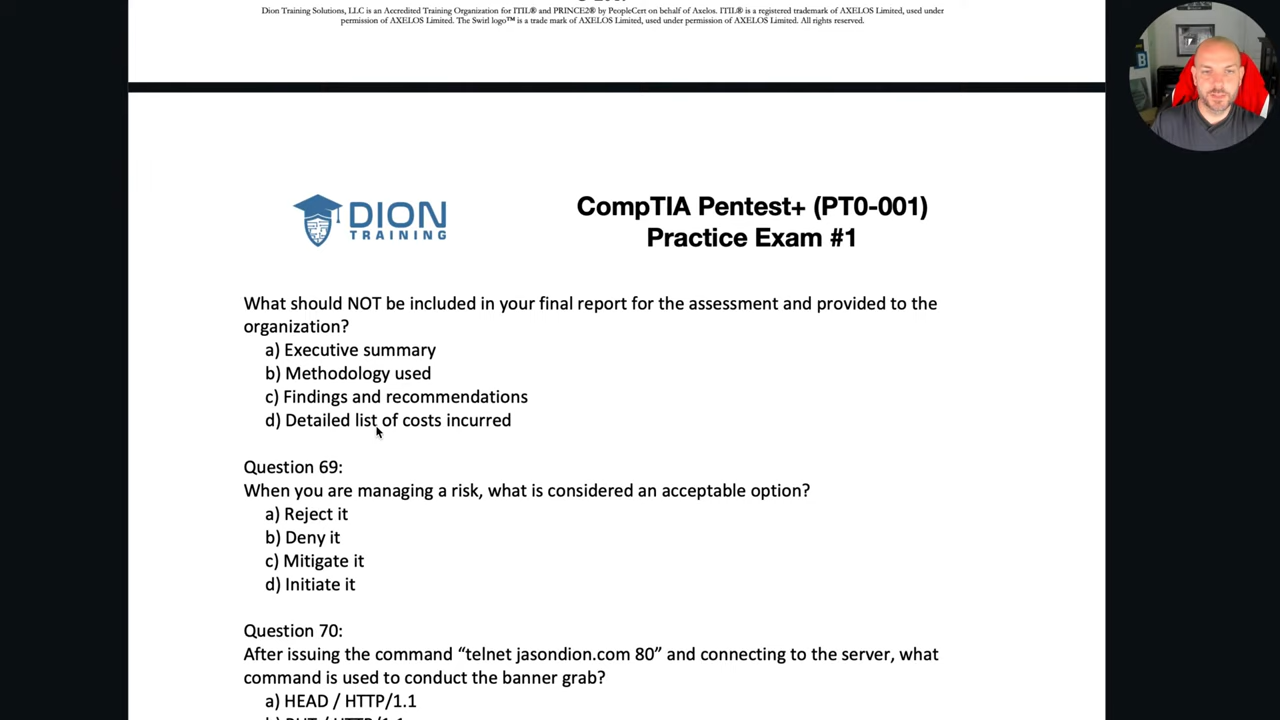 Dion Training Solutions, LLC is an Accredited Training Organization for ITIL® and PRINCE2® by PeopleCert on behalf of Axelos. ITIL® is a registered trademark of AXELOS Limited, used under
permission of AXELOS Limited. The Swirl logo™ is a trade mark of AXELOS Limited, used under permission of AXELOS Limited. All rights reserved.
DION
TRAINING
CompTIA Pentest+ (PT0-001)
Practice Exam #1
What should NOT be included in your final report for the assessment and provided to the
organization?
a) Executive summary
b) Methodology used
c) Findings and recommendations
d) Detailed list of costs incurred
Question 69:
When you are managing a risk, what is considered an acceptable option?
a) Reject it
b) Deny it
c) Mitigate it
d) Initiate it
Question 70:
After issuing the command “telnet jasondion.com 80” and connecting to the server, what
command is used to conduct the banner grab?
a) HEAD / HTTP/1.1